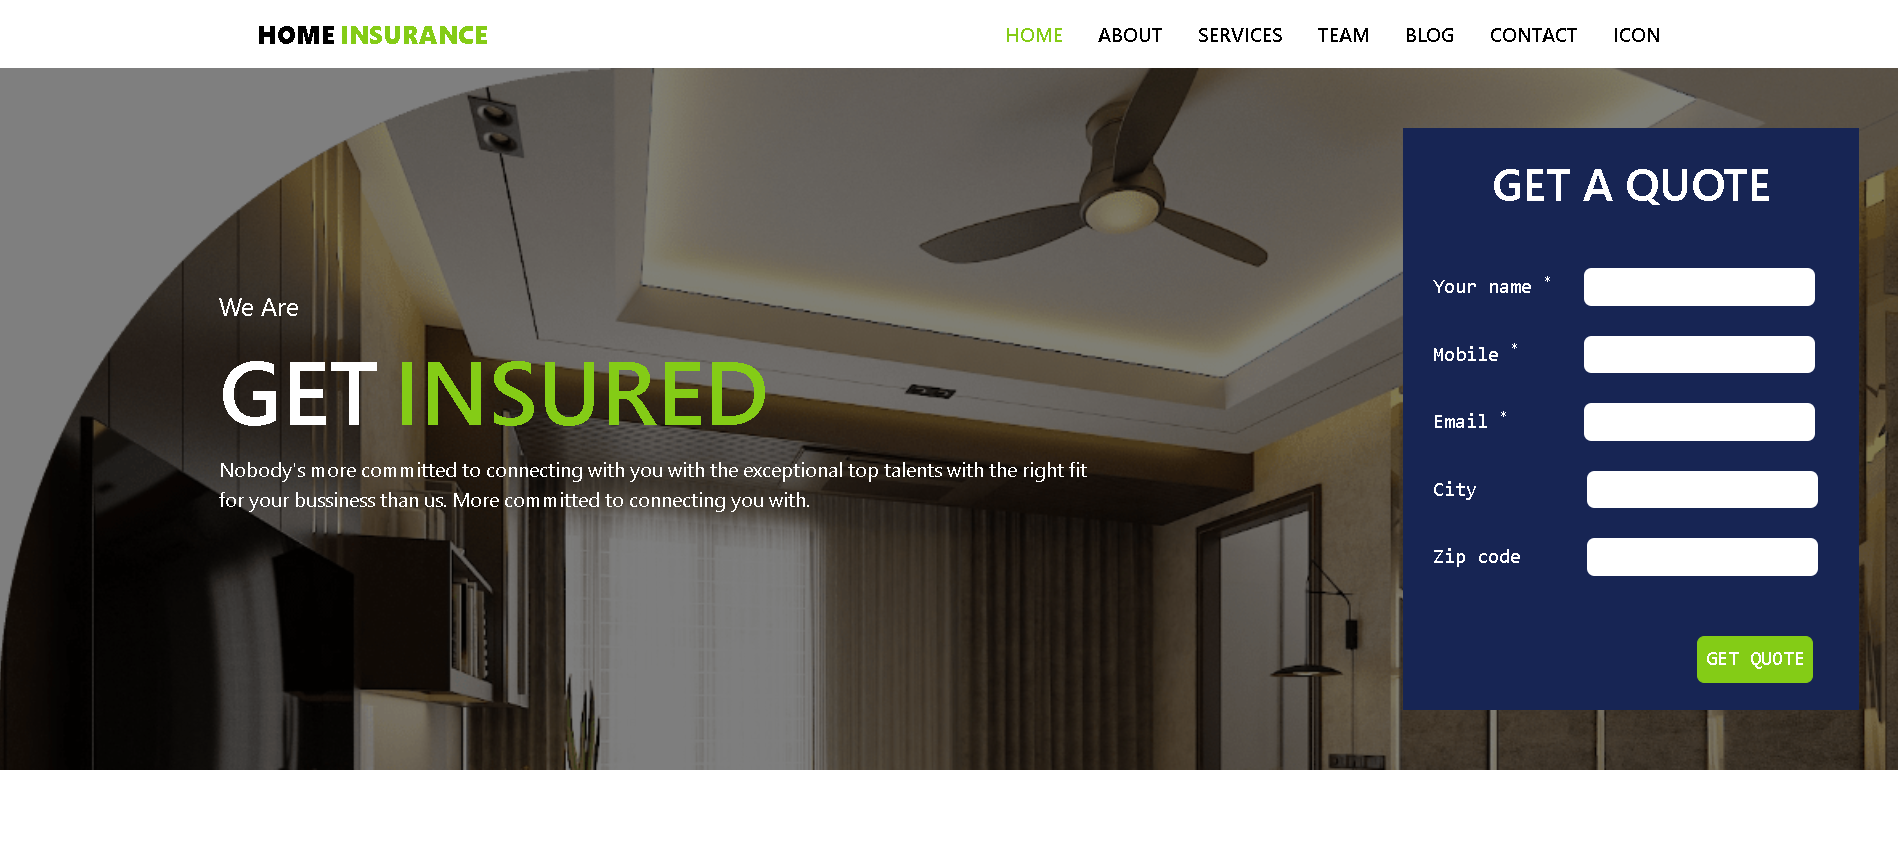 HOME INSURANCE
HOME ABOUT SERVICES TEAM BLOG CONTACT ICON
We Are
GET INSURED
Nobody's more committed to connecting with you with the exceptional top talents with the right fit
for your bussiness than us. More committed to connecting you with.
GET A QUOTE
Your name *
Mobile *
Email *
City
Zip code
GET QUOTE